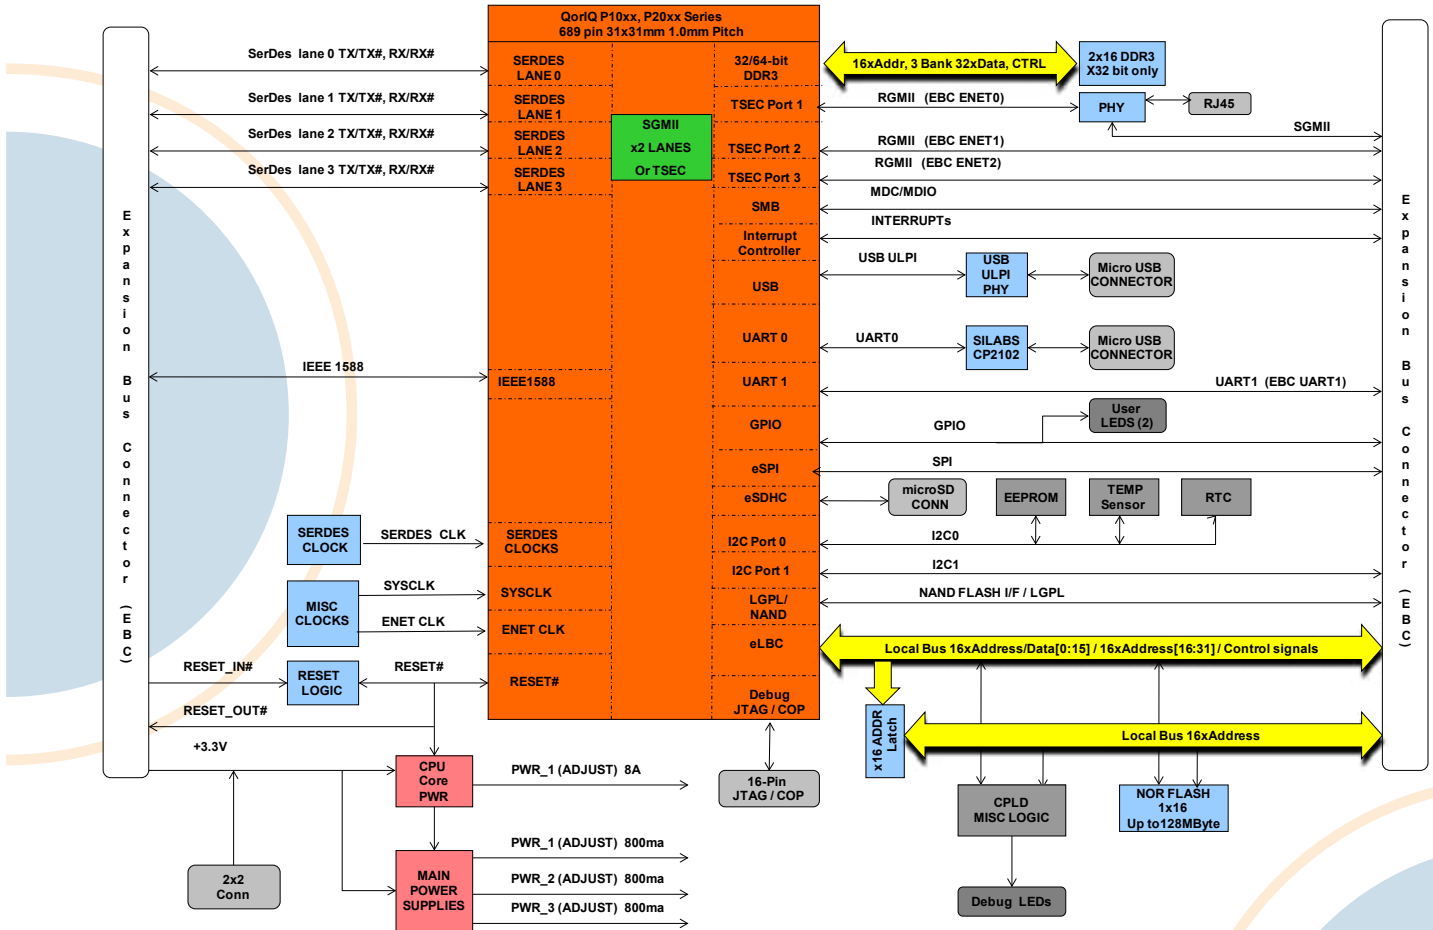 QorIQ P10xx, P20xx Series
689 pin 31x31mm 1.0mm Pitch
Expansion Bus Connector (EBC)
SerDes lane 0 TX/TX#, RX/RX#
SerDes lane 1 TX/TX#, RX/RX#
SerDes lane 2 TX/TX#, RX/RX#
SerDes lane 3 TX/TX#, RX/RX#
IEEE 1588
SERDES
CLOCK
SERDES CLK
MISC
CLOCKS
SYSCLK
ENET CLK
RESET_IN#
RESET
LOGIC
RESET#
RESET_OUT#
+3.3V
CPU
Core
PWR
PWR_1 (ADJUST) 8A
2x2
Conn
MAIN
POWER
SUPPLIES
PWR_1 (ADJUST) 800ma
PWR_2 (ADJUST) 800ma
PWR_3 (ADJUST) 800ma
SERDES
LANE 0
SERDES
LANE 1
SERDES
LANE 2
SERDES
LANE 3
IEEE1588
SERDES
CLOCKS
SYSCLK
ENET CLK
RESET#
SGMII
x2 LANES
Or TSEC
32/64-bit
DDR3
TSEC Port 1
TSEC Port 2
TSEC Port 3
SMB
Interrupt
Controller
USB
UART 0
UART 1
GPIO
eSPI
eSDHC
I2C Port 0
I2C Port 1
LGPL/
NAND
eLBC
Debug
JTAG / COP
16-Pin
JTAG / COP
16xAddr, 3 Bank 32xData, CTRL
2x16 DDR3
X32 bit only
RGMII (EBC ENET0)
PHY
RJ45
SGMII
RGMII (EBC ENET1)
RGMII (EBC ENET2)
MDC/MDIO
INTERRUPTs
USB ULPI
USB
ULPI
PHY
Micro USB
CONNECTOR
UART0
SILABS
CP2102
Micro USB
CONNECTOR
UART1 (EBC UART1)
GPIO
User
LEDS (2)
SPI
microSD
CONN
EEPROM
TEMP
Sensor
RTC
I2C0
I2C1
NAND FLASH I/F / LGPL
Local Bus 16xAddress/Data[0:15] / 16xAddress[16:31] / Control signals
x16 ADDR
Latch
Local Bus 16xAddress
CPLD
MISC LOGIC
NOR FLASH
1x16
Up to128MByte
Debug LEDs
Expansion Bus Connector (EBC)